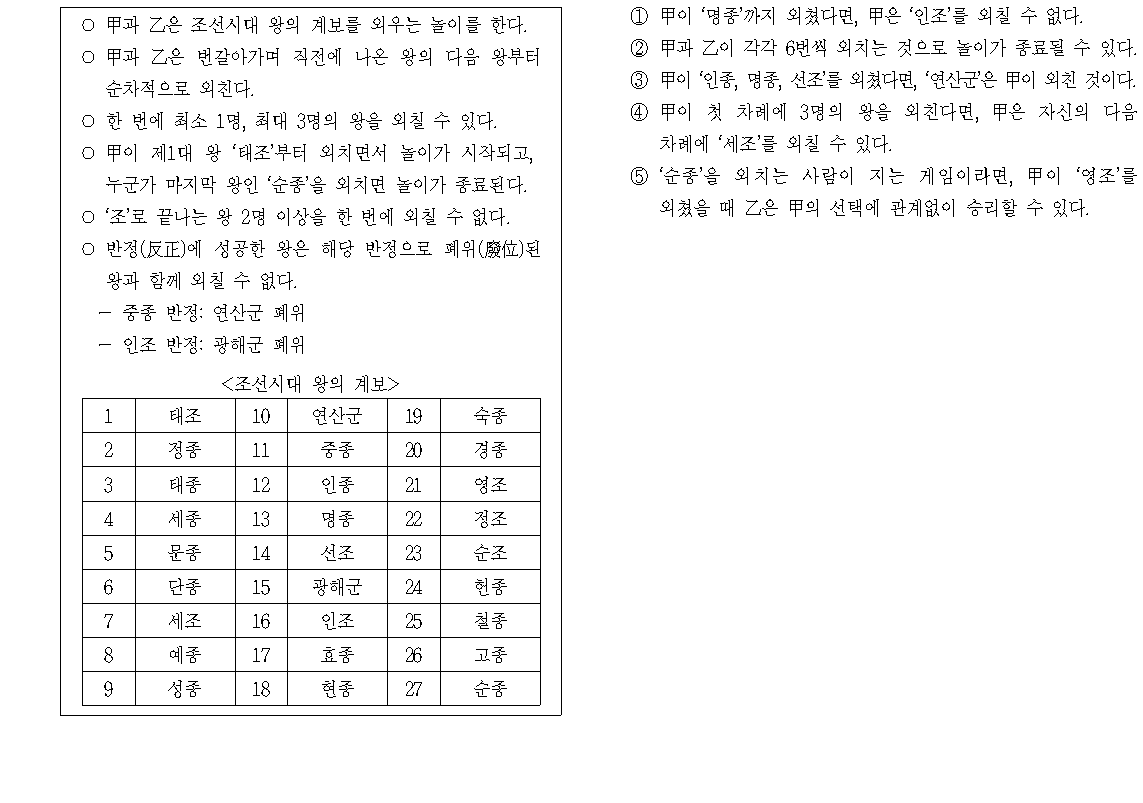 ○ 甲과 乙은 조선시대 왕의 계보를 외우는 놀이를 한다.
○ 甲과 乙은 번갈아가며 직전에 나온 왕의 다음 왕부터
순차적으로 외친다.
○ 한 번에 최소 1명, 최대 3명의 왕을 외칠 수 있다.
○ 甲이 제1대 왕 ‘태조’부터 외치면서 놀이가 시작되고,
누군가 마지막 왕인 ‘순종’을 외치면 놀이가 종료된다.
○ ‘조’로 끝나는 왕 2명 이상을 한 번에 외칠 수 없다.
○ 반정(反正)에 성공한 왕은 해당 반정으로 폐위(廢位)된
왕과 함께 외칠 수 없다.
－ 중종 반정: 연산군 폐위
－ 인조 반정: 광해군 폐위
<조선시대 왕의 계보>
1 태조 10 연산군 19 숙종
2 정종 11 중종 20 경종
3 태종 12 인종 21 영조
4 세종 13 명종 22 정조
5 문종 14 선조 23 순조
6 단종 15 광해군 24 헌종
7 세조 16 인조 25 철종
8 예종 17 효종 26 고종
9 성종 18 현종 27 순종
① 甲이 ‘명종’까지 외쳤다면, 甲은 ‘인조’를 외칠 수 없다.
② 甲과 乙이 각각 6번씩 외치는 것으로 놀이가 종료될 수 있다.
③ 甲이 ‘인종, 명종, 선조’를 외쳤다면, ‘연산군’은 甲이 외친 것이다.
④ 甲이 첫 차례에 3명의 왕을 외친다면, 甲은 자신의 다음
차례에 ‘세조’를 외칠 수 있다.
⑤ ‘순종’을 외치는 사람이 지는 게임이라면, 甲이 ‘영조’를
외쳤을 때 乙은 甲의 선택에 관계없이 승리할 수 있다.